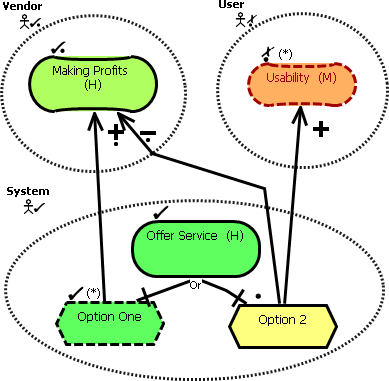 Vendor
User
(*)
Making Profits
(H)
Usability (M)
System
Offer Service (H)
Or
(*)
Option One
Option 2